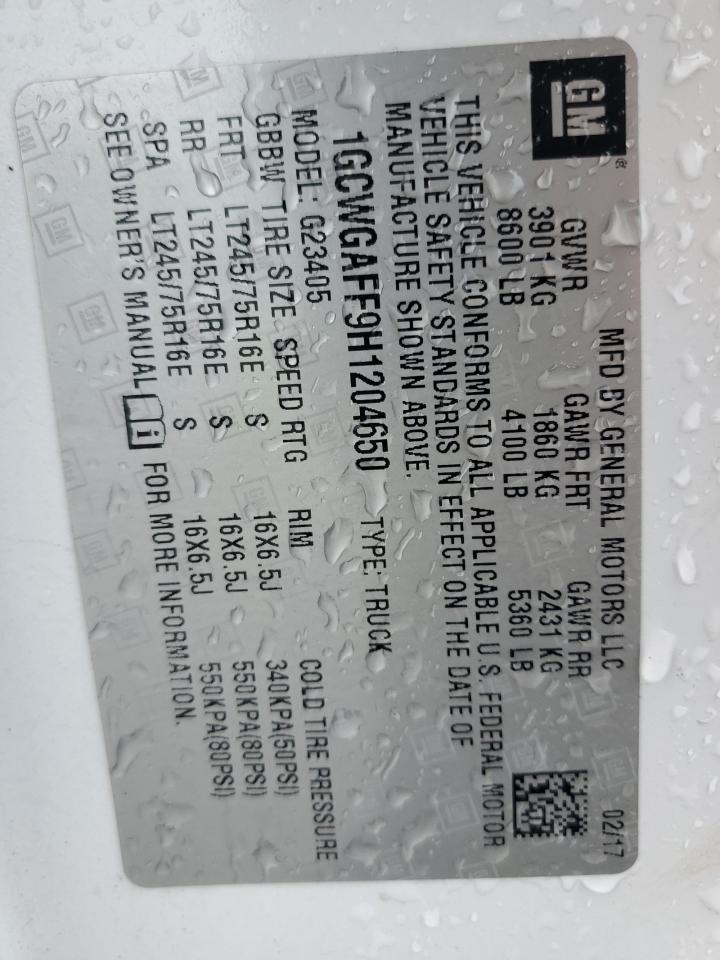 GM®
MFD BY GENERAL MOTORS LLC 02/17
GVWR GAWR FRT GAWR RR
3901 KG 1860 KG 2431 KG
8600 LB 4100 LB 5360 LB
THIS VEHICLE CONFORMS TO ALL APPLICABLE U.S. FEDERAL MOTOR
VEHICLE SAFETY STANDARDS IN EFFECT ON THE DATE OF
MANUFACTURE SHOWN ABOVE.
1GCWGAFF9H1204650 TYPE: TRUCK
MODEL: G23405
GBBW TIRE SIZE SPEED RTG RIM COLD TIRE PRESSURE
FRT LT245/75R16E S 16X6.5J 340KPA(50PSI)
RR LT245/75R16E S 16X6.5J 550KPA(80PSI)
SPA LT245/75R16E S 16X6.5J 550KPA(80PSI)
SEE OWNER'S MANUAL i FOR MORE INFORMATION.